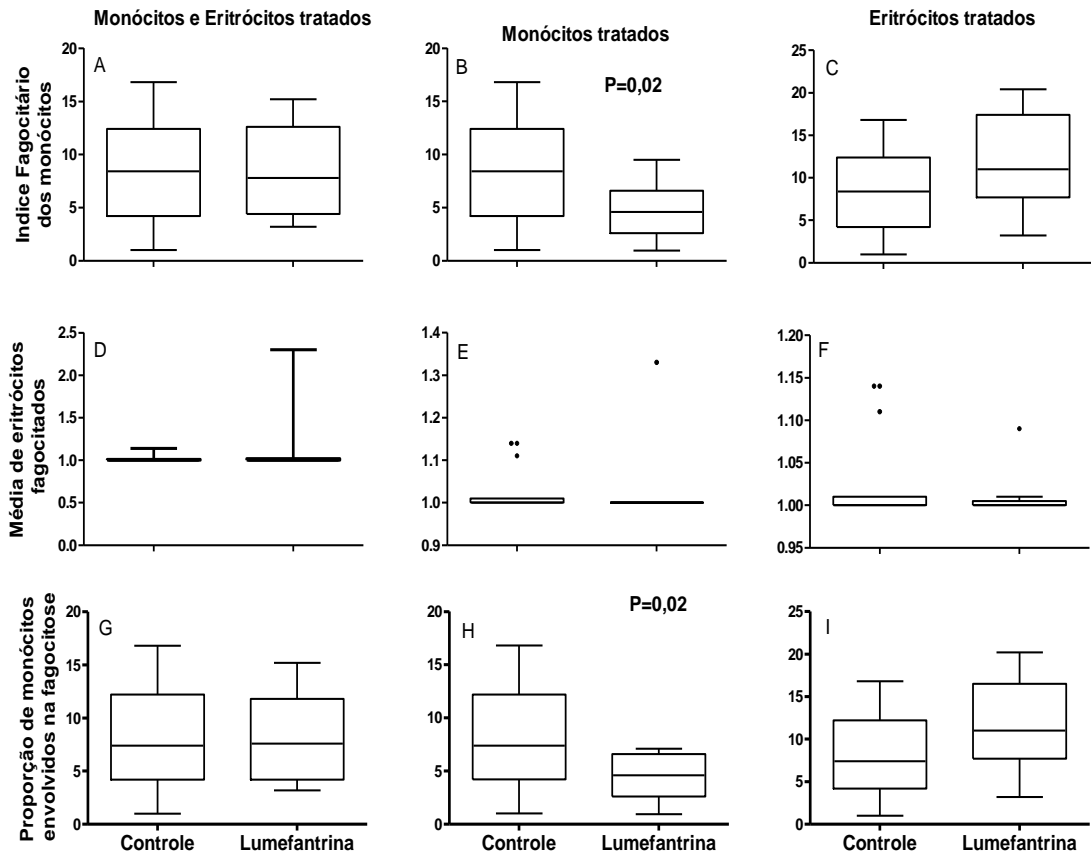 Monócitos e Eritrócitos tratados
Monócitos tratados
Eritrócitos tratados
Indice Fagocitário
dos monócitos
A
20
15
10
5
0
B
P=0,02
20
15
10
5
0
C
25
20
15
10
5
0
Média de eritrócitos
fagocitados
D
2.5
2.0
1.5
1.0
0.5
0.0
E
1.4
1.3
1.2
1.1
1.0
0.9
F
1.20
1.15
1.10
1.05
1.00
0.95
Proporção de monócitos
envolvidos na fagocitose
G
20
15
10
5
0
Controle Lumefantrina
H
P=0,02
20
15
10
5
0
Controle Lumefantrina
I
25
20
15
10
5
0
Controle Lumefantrina